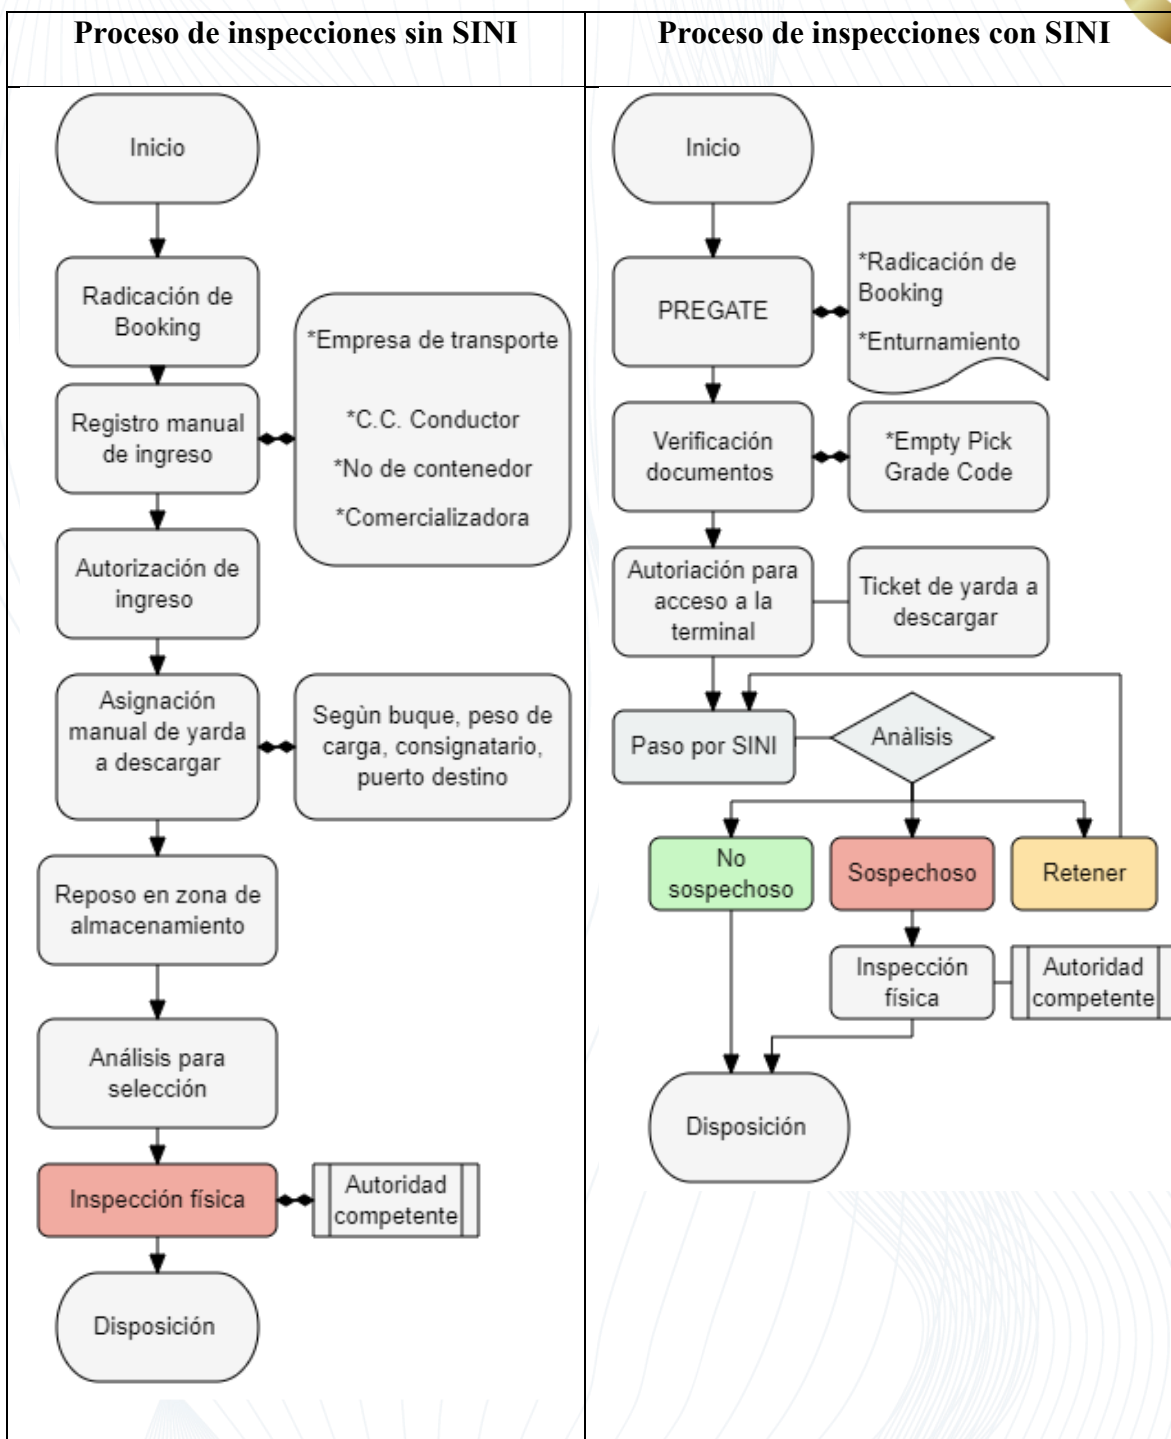 Proceso de inspecciones sin SINI
Inicio
Radicación de
Booking
Registro manual
de ingreso
*Empresa de transporte
*C.C. Conductor
*No de contenedor
*Comercializadora
Autorización de
ingreso
Asignación
manual de yarda
a descargar
Segùn buque, peso de
carga, consignatario,
puerto destino
Reposo en zona de
almacenamiento
Análisis para
selección
Inspección física
Autoridad
competente
Disposición
Proceso de inspecciones con SINI
Inicio
PREGATE
*Radicación de
Booking
*Enturnamiento
Verificación
documentos
*Empty Pick
Grade Code
Autoriación para
acceso a la
terminal
Ticket de yarda a
descargar
Paso por SINI
Anàlisis
No
sospechoso
Sospechoso
Retener
Inspección
física
Autoridad
competente
Disposición